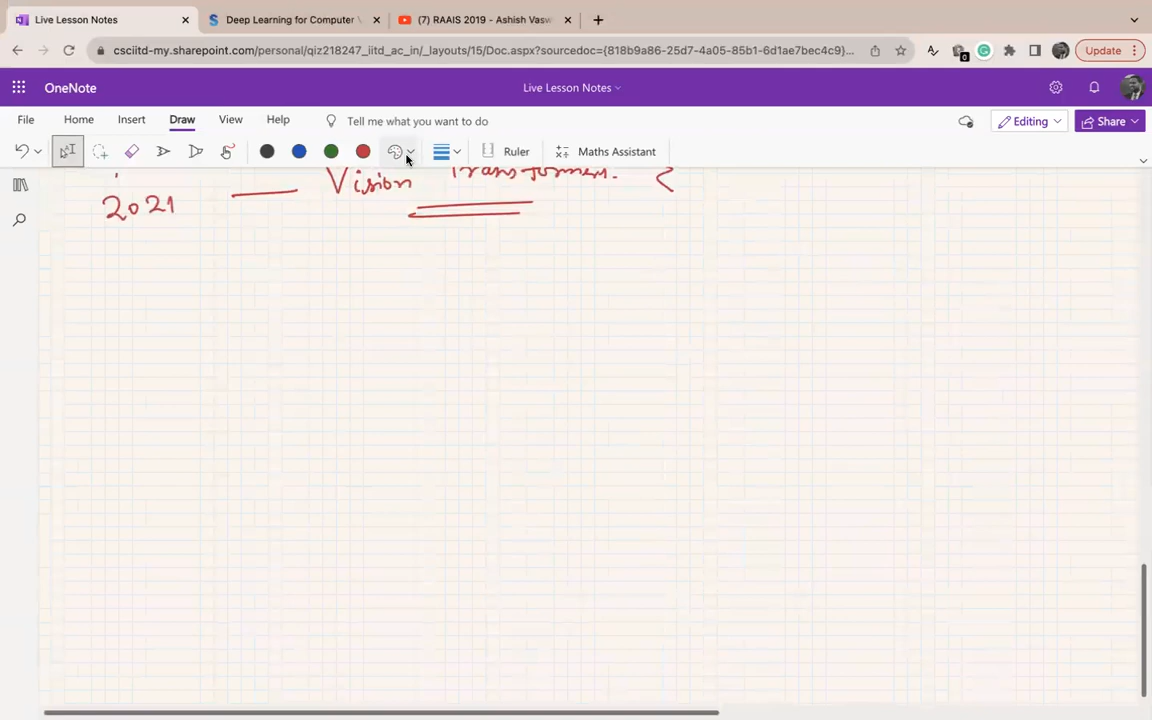 Live Lesson Notes
Deep Learning for Computer
(7) RAAIS 2019 - Ashish Vasw
csciitd-my.sharepoint.com/personal/qiz218247_iitd_ac_in/_layouts/15/Doc.aspx?sourcedoc={818b9a86-25d7-4a05-85b1-6d1ae7bec4c9}...
0
Update
OneNote
Live Lesson Notes
File Home Insert Draw View Help Tell me what you want to do
Editing
Share
Ruler
Maths Assistant
Vision Transformers.
2021